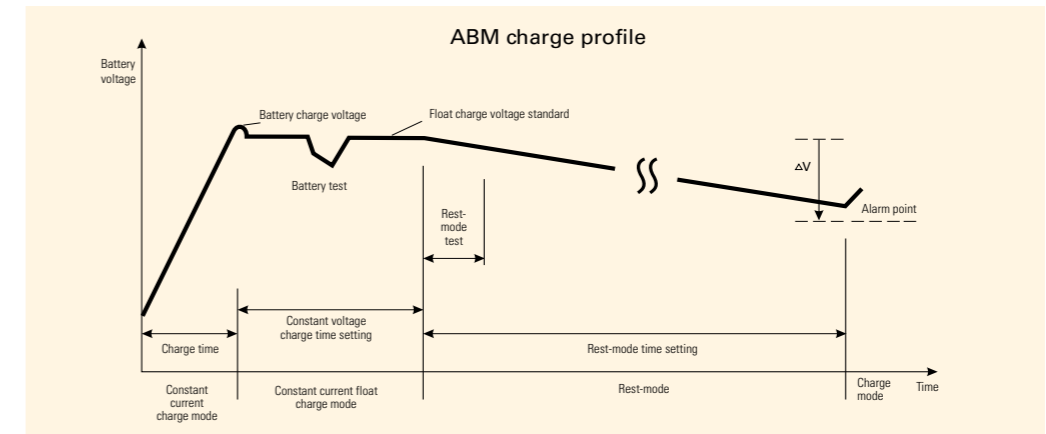 ABM charge profile
Battery
voltage
Battery charge voltage
Float charge voltage standard
Battery test
△V
Alarm point
Rest-
mode
test
Constant voltage
charge time setting
Charge time
Rest-mode time setting
Constant
current
charge mode
Constant current float
charge mode
Rest-mode
Charge
mode
Time